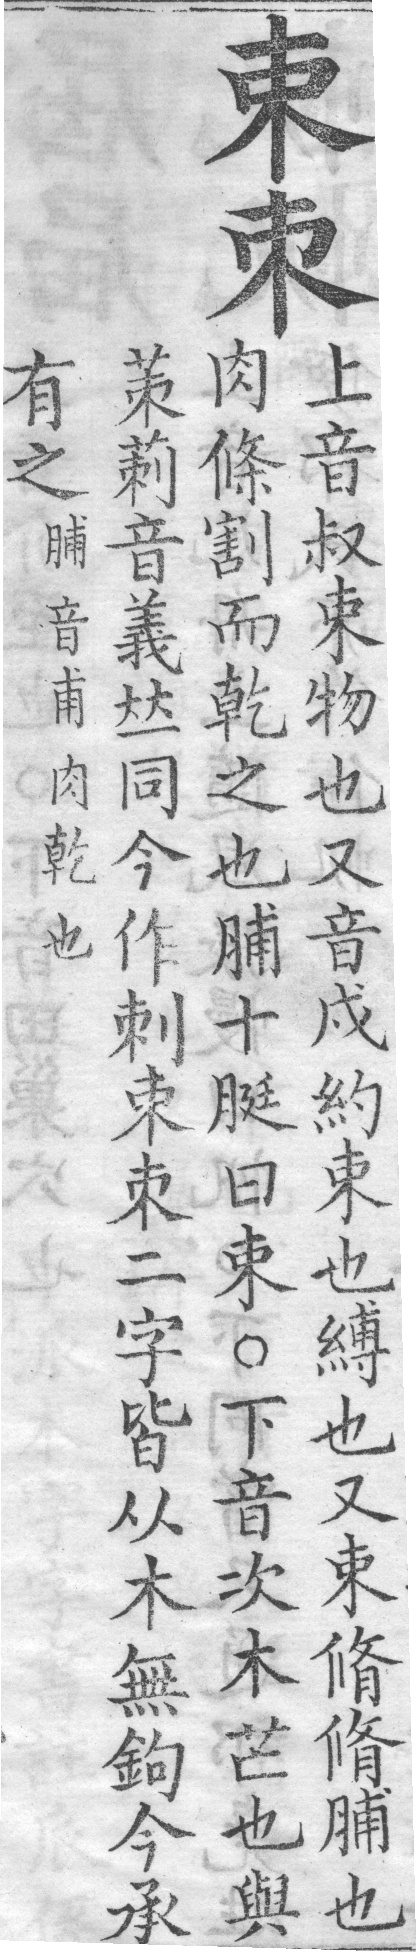 束朿
上音叔束物也又音戍約束也縛也又束脩脩脯也
肉條割而乾之也脯十脡曰束○下音次木芒也與
茦莿音義𠀤同今作刺束朿二字皆从木無鉤今承
有之脯音甫肉乾也